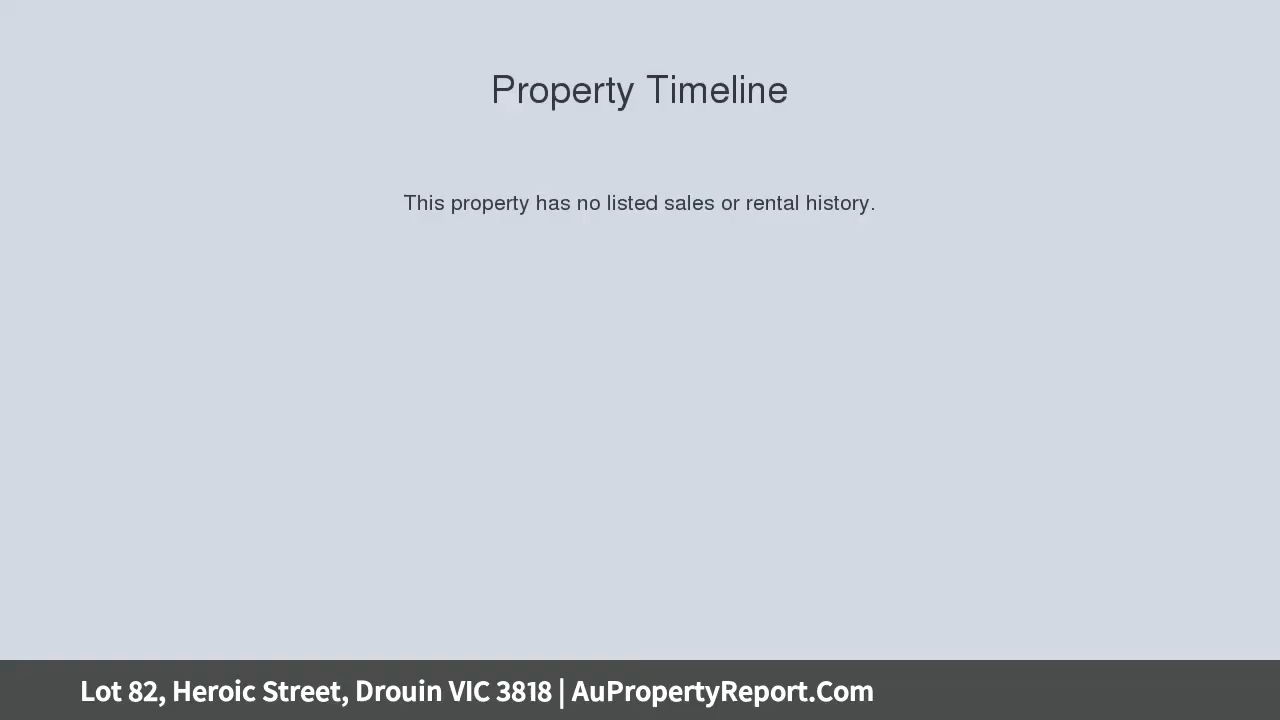 Property Timeline
This property has no listed sales or rental history.
Lot 82, Heroic Street, Drouin VIC 3818 | AuPropertyReport.Com